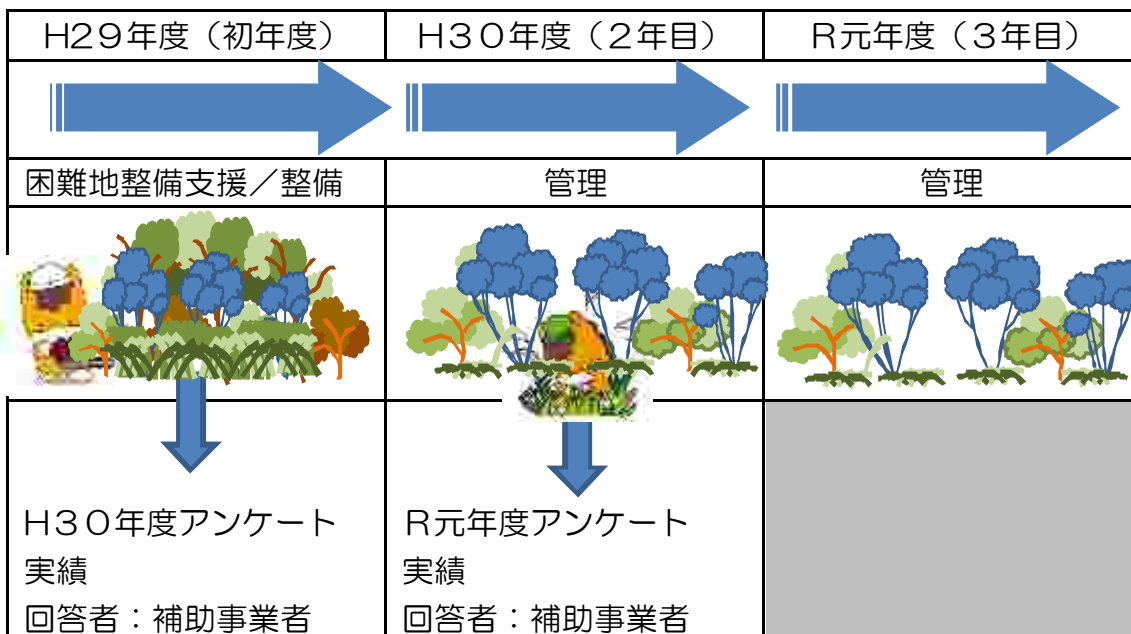 H29年度（初年度）
H30年度（2年目）
R元年度（3年目）
困難地整備支援／整備
管理
管理
H30年度アンケート
実績
回答者：補助事業者
R元年度アンケート
実績
回答者：補助事業者